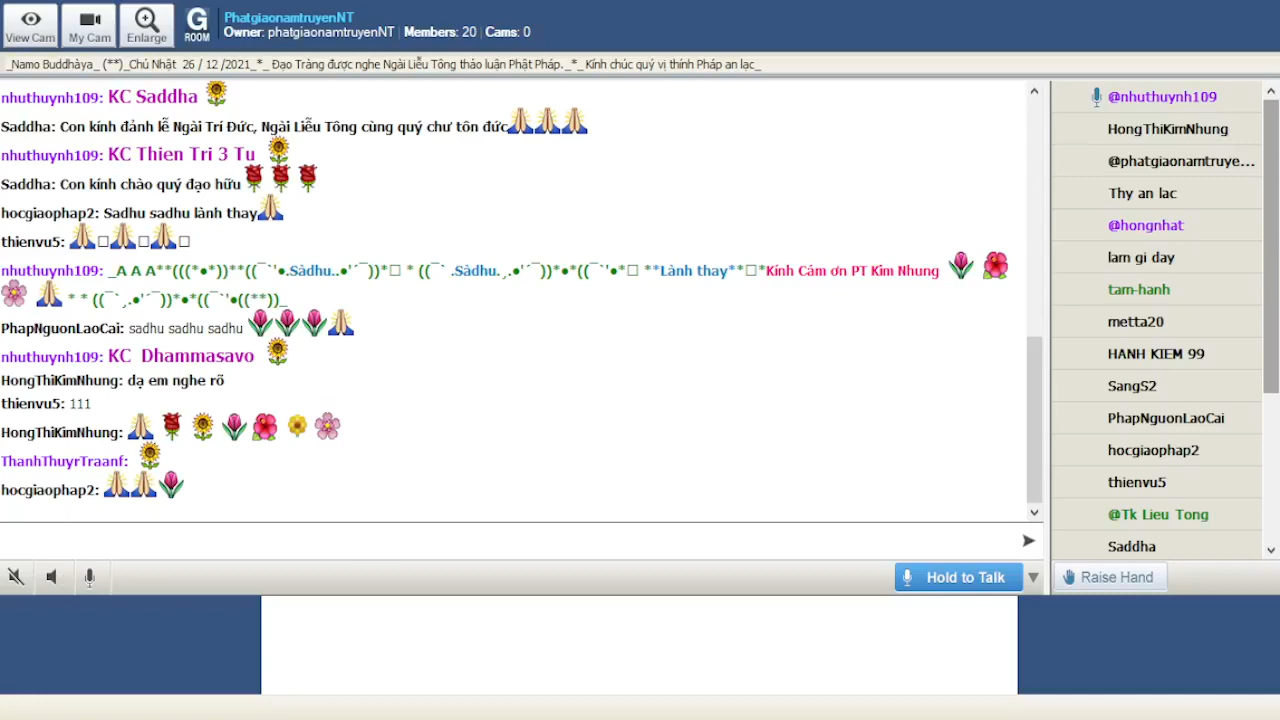 View Cam
My Cam
Enlarge
G
ROOM
PhatgiaonamtruyenNT
Owner: phatgiaonamtruyenNT | Members: 20 | Cams: 0
_Namo Buddhàya_ (**)_Chú Nhật 26 / 12 /2021_*_ Đạo Tràng được nghe Ngài Liễu Tông thảo luận Phật Pháp._*_Kính chúc quý vị thính Pháp an lạc_
nhuthuynh109: KC Saddha
Saddha: Con kính đảnh lễ Ngài Trí Đức, Ngài Liễu Tông cùng quý chư tôn đức
nhuthuynh109: KC Thien Tri 3 Tu
Saddha: Con kính chào quý đạo hữu
hocgiaophap2: Sadhu sadhu lành thay
thienvu5:
nhuthuynh109: _A A A**(((*•*))**((¯`'•.Sàdhu..•'´¯))*□ * ((¯` .Sàdhu.¸.•'´¯))•*((¯`'•*□ **Lành thay**□*Kính Cám ơn PT Kim Nhung
* * ((¯`¸.•'´¯))*•*((¯`'•((**))_
PhapNguonLaoCai: sadhu sadhu sadhu
nhuthuynh109: KC Dhammasavo
HongThiKimNhung: dạ em nghe rõ
thienvu5: 111
HongThiKimNhung:
ThanhThuyrTraanf:
hocgiaophap2:
Hold to Talk
@nhuthuynh109
HongThiKimNhung
@phatgiaonamtruye...
Thy an lac
@hongnhat
lam gi day
tam-hanh
metta20
HANH KIEM 99
SangS2
PhapNguonLaoCai
hocgiaophap2
thienvu5
@Tk Lieu Tong
Saddha
Raise Hand